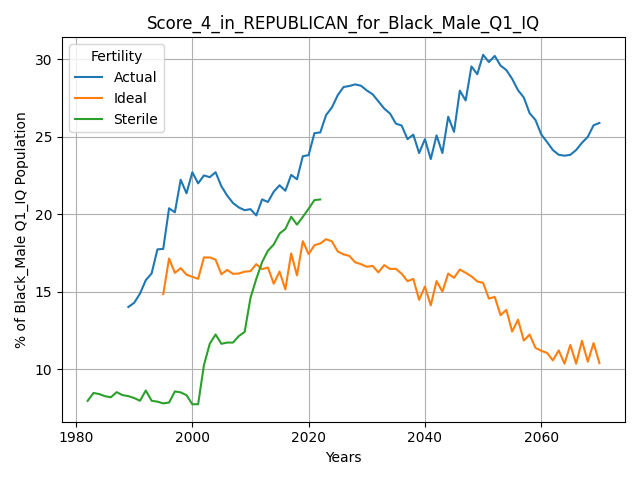 Score_4_in_REPUBLICAN_for_Black_Male_Q1_IQ
Fertility
Actual
Ideal
Sterile
% of Black_Male Q1_IQ Population
30
25
20
15
10
1980
2000
2020
2040
2060
Years